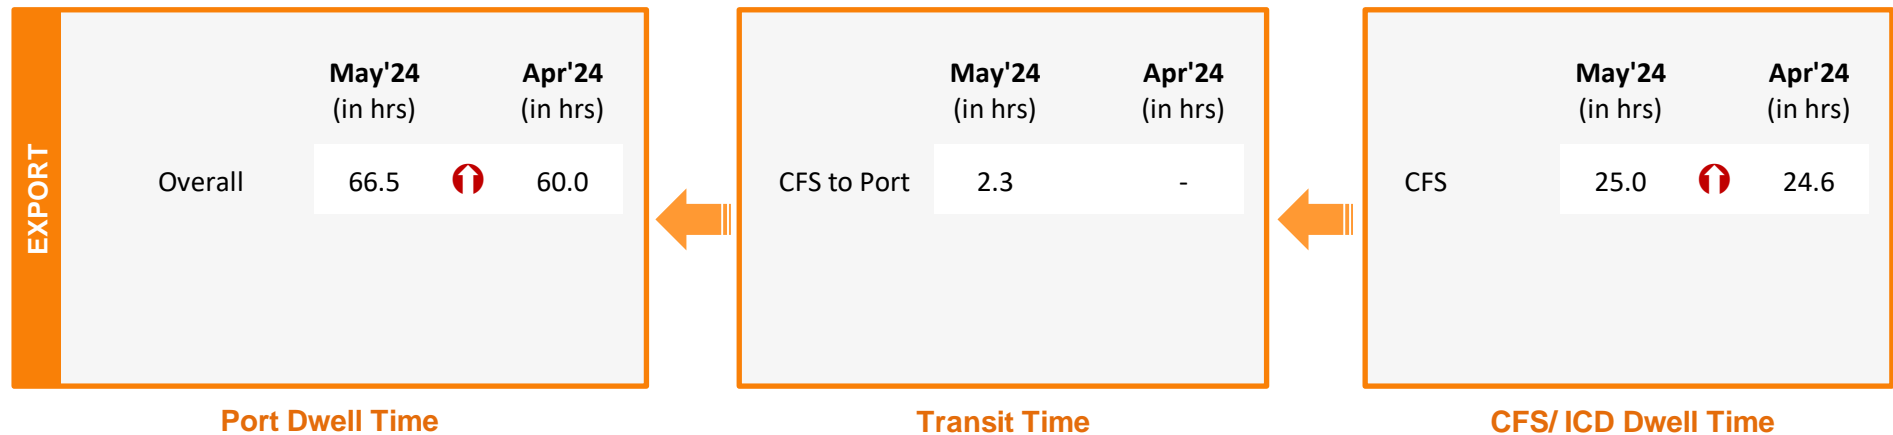 EXPORT
May'24 Apr'24
(in hrs) (in hrs)
Overall 66.5 60.0
Port Dwell Time
May'24 Apr'24
(in hrs) (in hrs)
CFS to Port 2.3 -
Transit Time
May'24 Apr'24
(in hrs) (in hrs)
CFS 25.0 24.6
CFS/ ICD Dwell Time